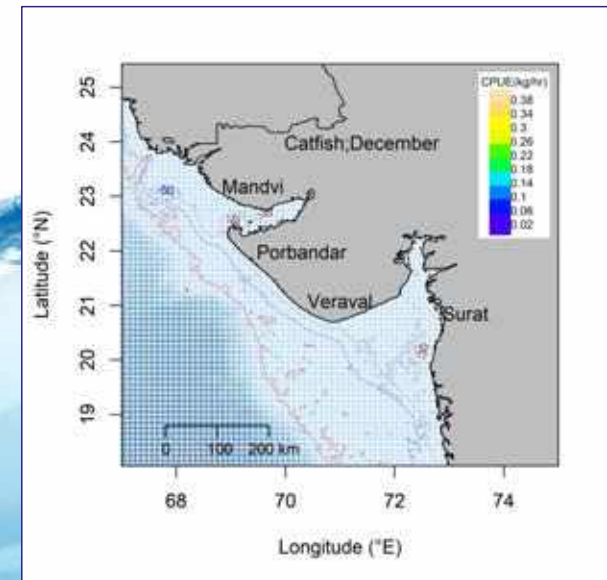 CPUE(kg/hr)
0.38
0.34
0.3
0.26
0.22
0.18
0.14
0.1
0.06
0.02
Catfish,December
Mandvi
Porbandar
Veraval
Surat
25
24
23
22
21
20
19
Latitude (°N)
0 100 200 km
68 70 72 74
Longitude (°E)